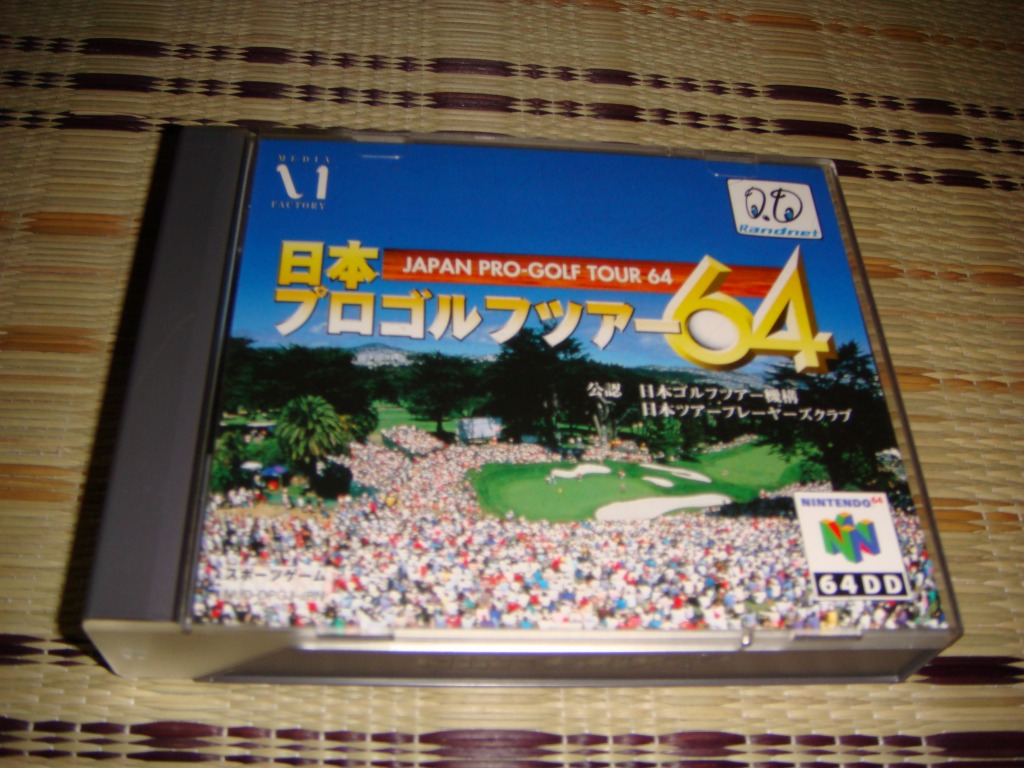 MEDIA
FACTORY
Randnet
日本
JAPAN PRO-GOLF TOUR 64
プロゴルフツアー64
公認 日本ゴルフツアー機構
日本ツアープレーヤーズクラブ
NINTENDO64
64DD
スポーツゲーム